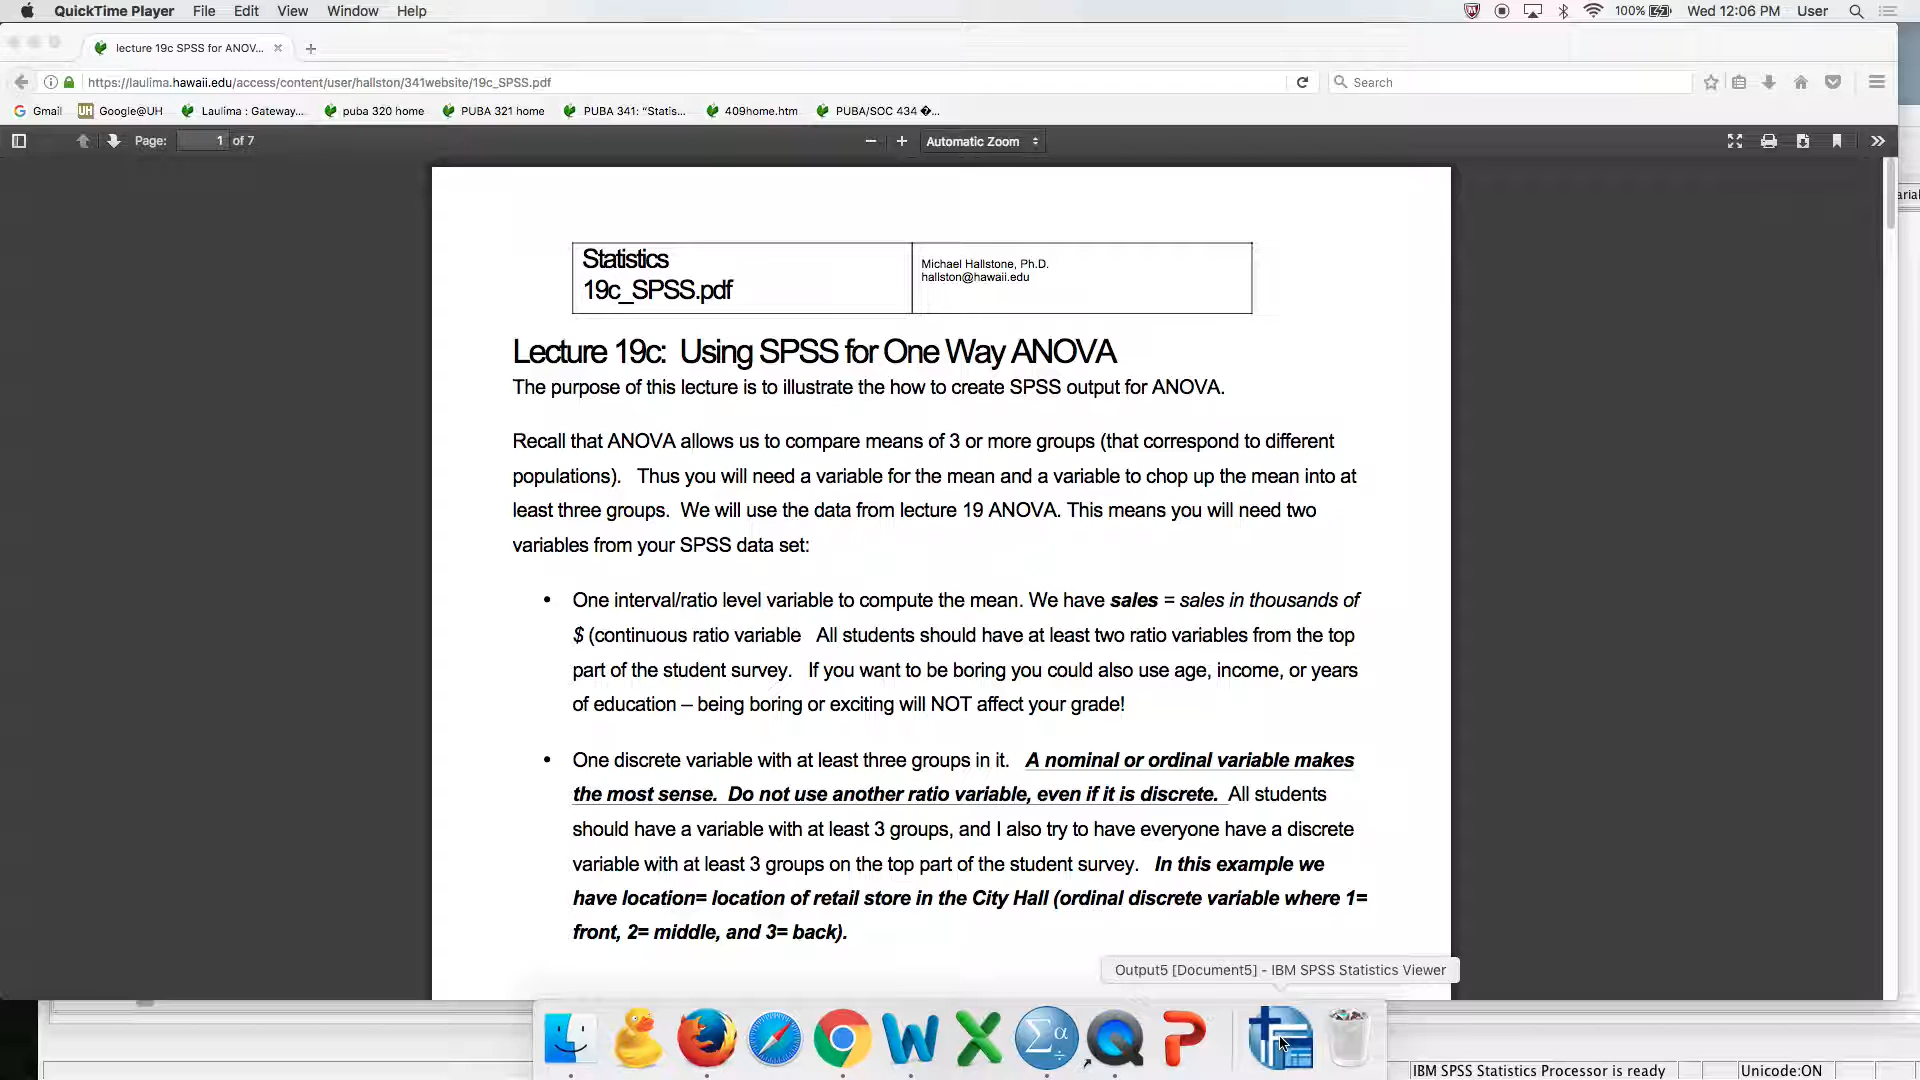 QuickTime Player File Edit View Window Help 100% Wed 12:06 PM User
lecture 19c SPSS for ANOV...
https://laulima.hawaii.edu/access/content/user/hallston/341website/19c_SPSS.pdf Search
Gmail UH Google@UH Laulima : Gateway... puba 320 home PUBA 321 home PUBA 341: “Statis... 409home.htm PUBA/SOC 434 �...
Page: 1 of 7 Automatic Zoom
Statistics
19c_SPSS.pdf
Michael Hallstone, Ph.D.
hallston@hawaii.edu
Lecture 19c: Using SPSS for One Way ANOVA
The purpose of this lecture is to illustrate the how to create SPSS output for ANOVA.
Recall that ANOVA allows us to compare means of 3 or more groups (that correspond to different
populations). Thus you will need a variable for the mean and a variable to chop up the mean into at
least three groups. We will use the data from lecture 19 ANOVA. This means you will need two
variables from your SPSS data set:
• One interval/ratio level variable to compute the mean. We have sales = sales in thousands of
$ (continuous ratio variable All students should have at least two ratio variables from the top
part of the student survey. If you want to be boring you could also use age, income, or years
of education – being boring or exciting will NOT affect your grade!
• One discrete variable with at least three groups in it. A nominal or ordinal variable makes
the most sense. Do not use another ratio variable, even if it is discrete. All students
should have a variable with at least 3 groups, and I also try to have everyone have a discrete
variable with at least 3 groups on the top part of the student survey. In this example we
have location= location of retail store in the City Hall (ordinal discrete variable where 1=
front, 2= middle, and 3= back).
Output5 [Document5] - IBM SPSS Statistics Viewer
IBM SPSS Statistics Processor is ready Unicode:ON